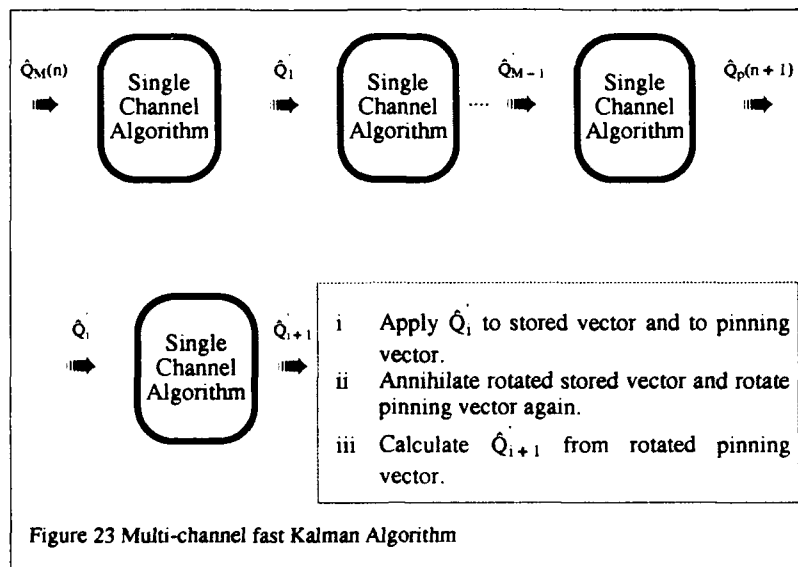 Q̂M(n)
Single
Channel
Algorithm
Q̂1'
Single
Channel
Algorithm
....
Q̂M-1'
Single
Channel
Algorithm
Q̂p(n + 1)
Q̂i'
Single
Channel
Algorithm
Q̂i+1'
i Apply Q̂i' to stored vector and to pinning
vector.
ii Annihilate rotated stored vector and rotate
pinning vector again.
iii Calculate Q̂i+1' from rotated pinning
vector.
Figure 23 Multi-channel fast Kalman Algorithm